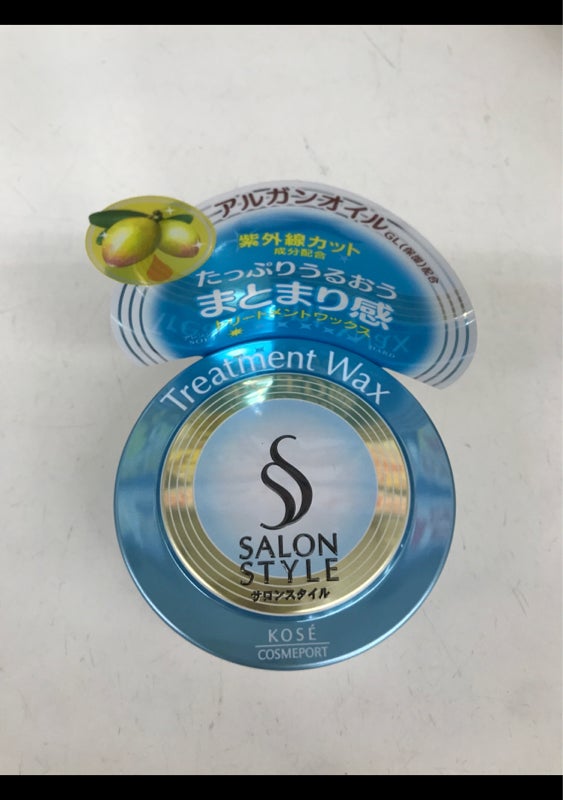 アルガンオイル GL(保湿)配合
紫外線カット
成分配合
たっぷりうるおう
まとまり感
トリートメントワックス
Treatment Wax
SALON
STYLE
サロンスタイル
KOSÉ
COSMEPORT